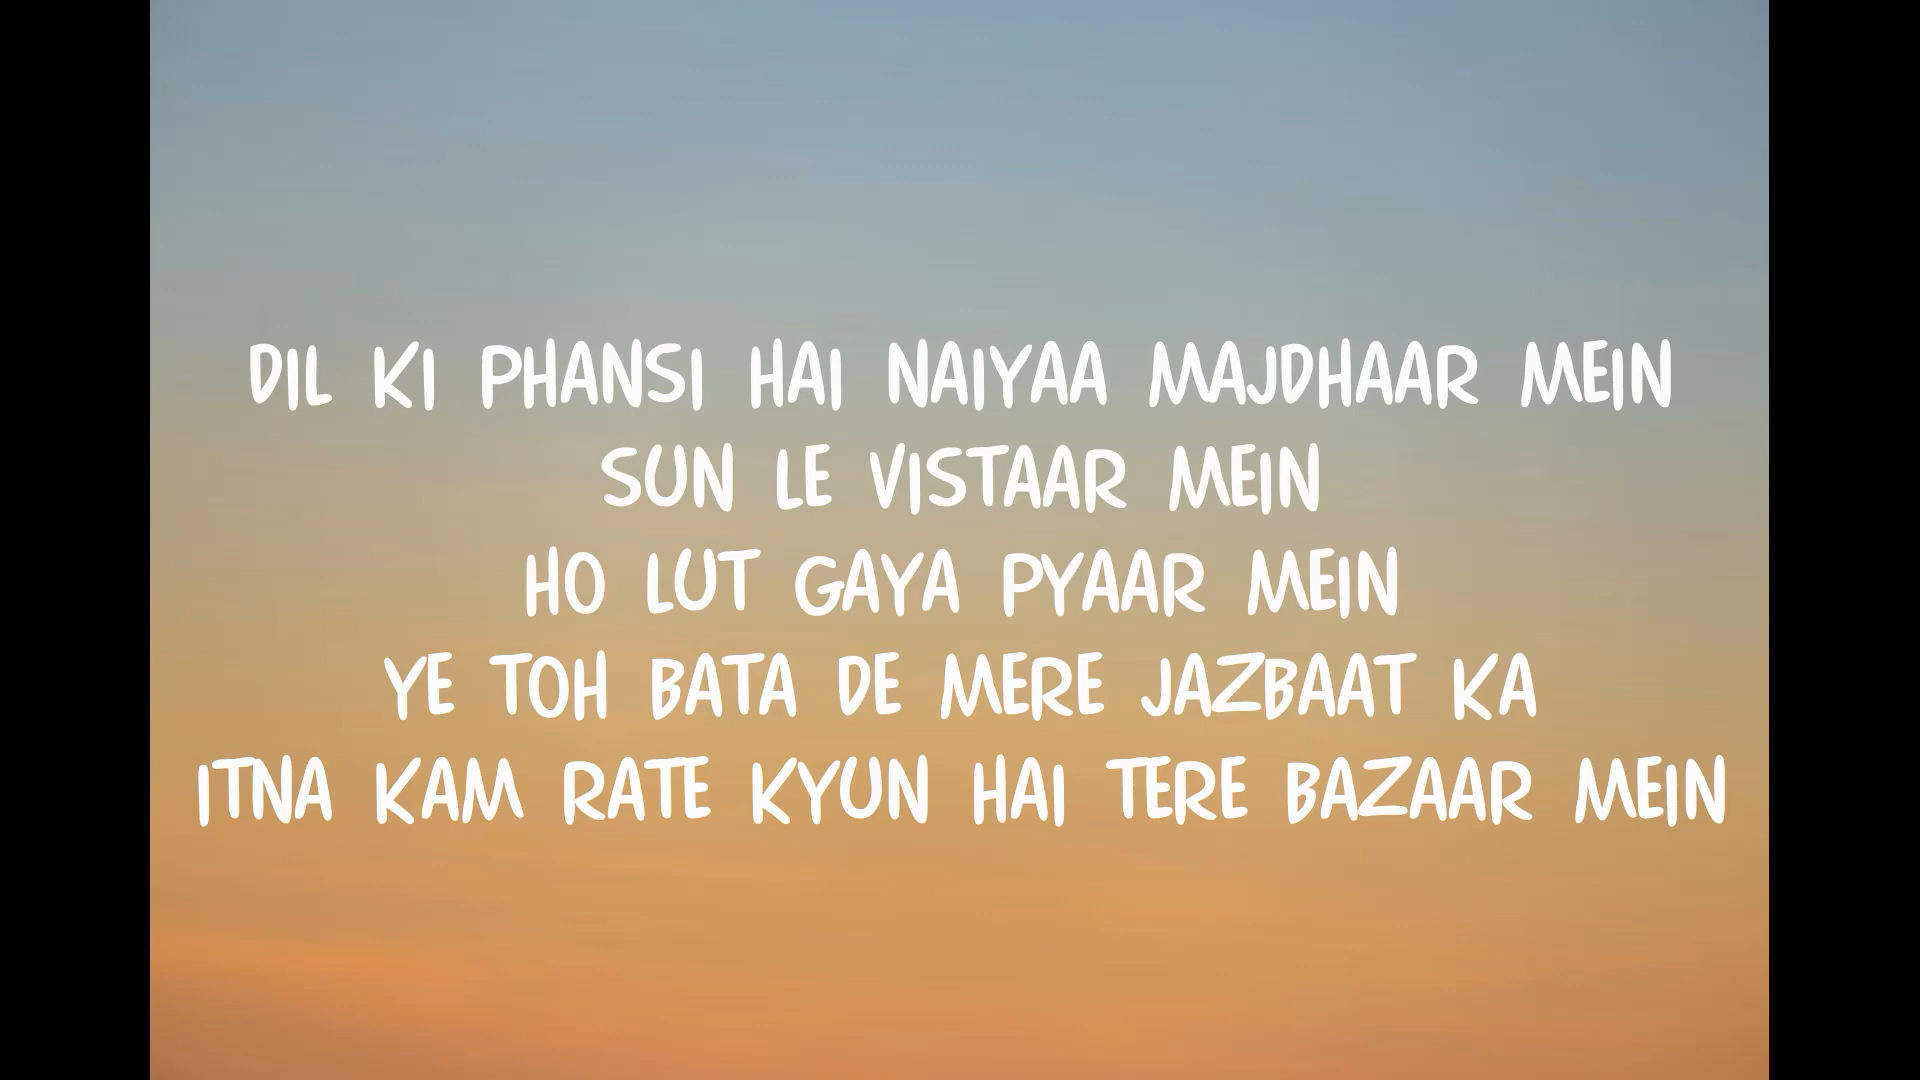 DIL KI PHANSI HAI NAIYAA MAJDHAAR MEIN
SUN LE VISTAAR MEIN
HO LUT GAYA PYAAR MEIN
YE TOH BATA DE MERE JAZBAAT KA
ITNA KAM RATE KYUN HAI TERE BAZAAR MEIN